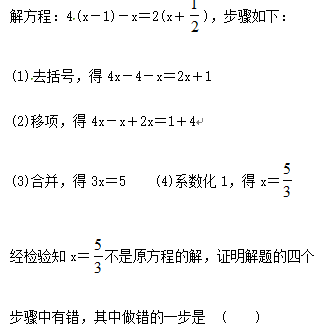 解方程：4.(x－1)－x＝2(x＋1/2)，步骤如下：
(1).去括号，得 4x－4－x＝2x＋1
(2)移项，得 4x－x＋2x＝1＋4↵
(3)合并，得 3x＝5 (4)系数化 1，得 x＝5/3
经检验知 x＝5/3不是原方程的解，证明解题的四个
步骤中有错，其中做错的一步是 ( )